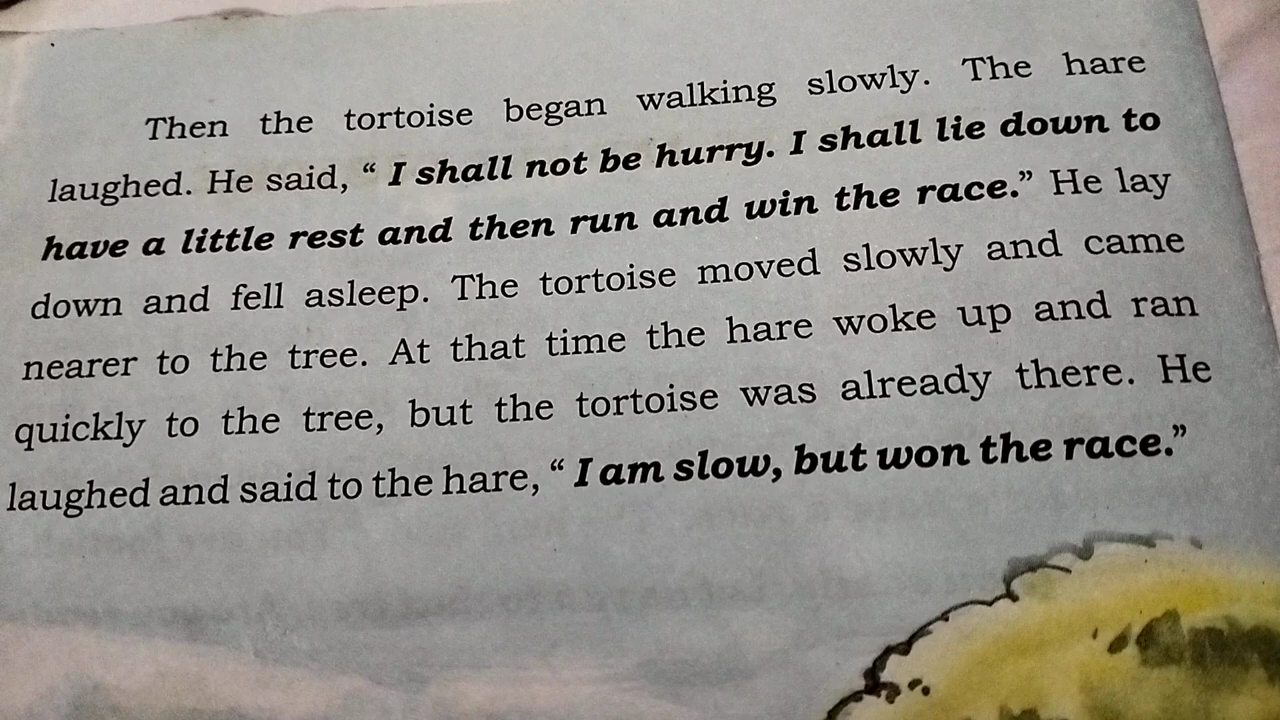 Then the tortoise began walking slowly. The hare
laughed. He said, “ I shall not be hurry. I shall lie down to
have a little rest and then run and win the race.” He lay
down and fell asleep. The tortoise moved slowly and came
nearer to the tree. At that time the hare woke up and ran
quickly to the tree, but the tortoise was already there. He
laughed and said to the hare, “ I am slow, but won the race.”